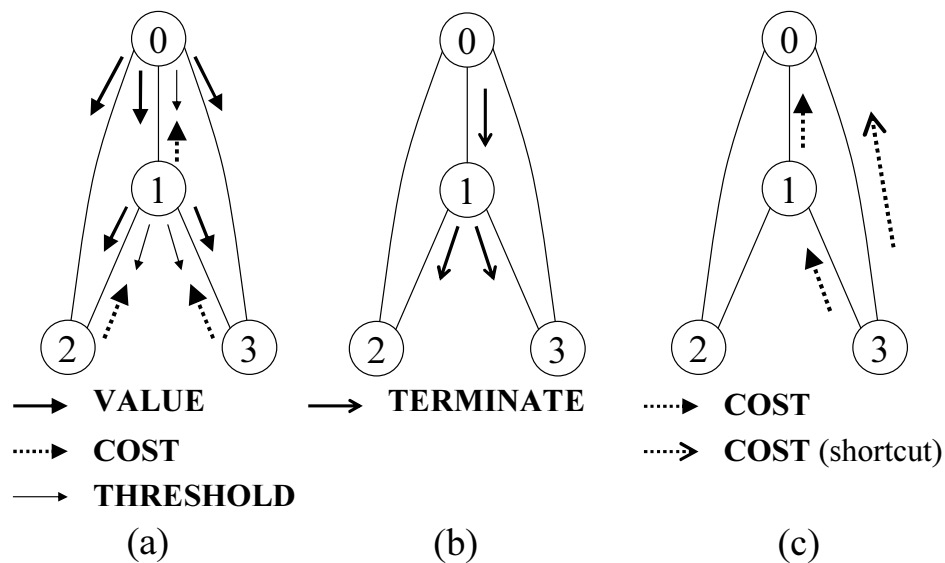 0
1
2
3
VALUE
COST
THRESHOLD
(a)
0
1
2
3
TERMINATE
(b)
0
1
2
3
COST
COST (shortcut)
(c)